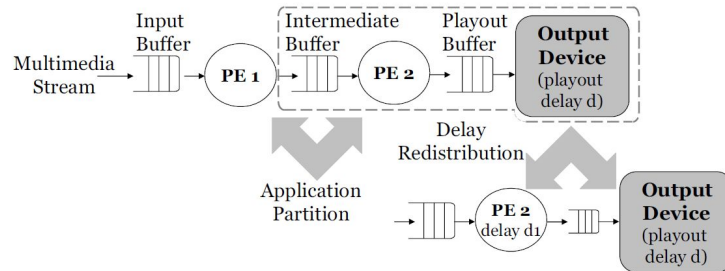 Multimedia
Stream
Input
Buffer
PE 1
Intermediate
Buffer
PE 2
Playout
Buffer
Output
Device
(playout
delay d)
Application
Partition
Delay
Redistribution
PE 2
delay d1
Output
Device
(playout
delay d)